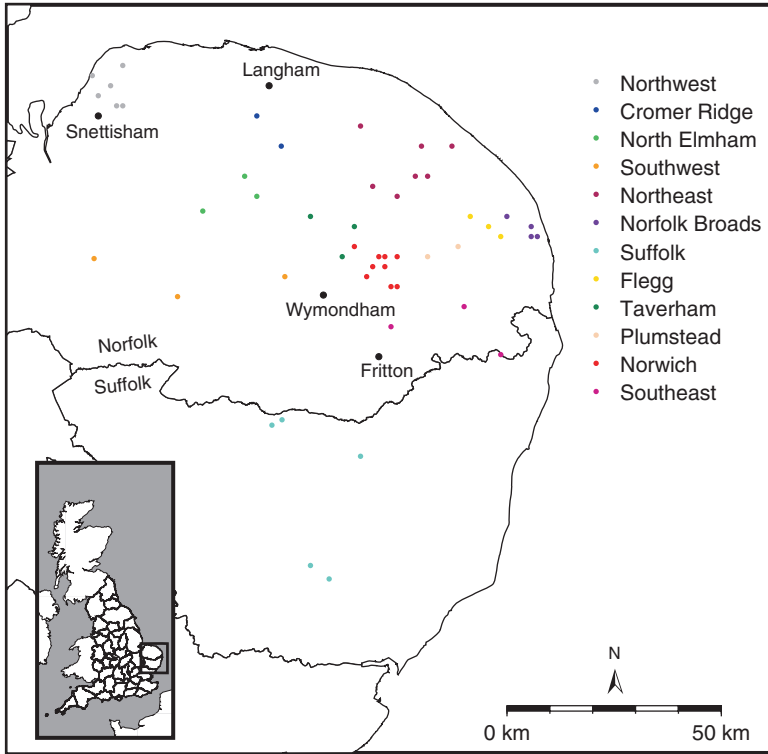 Langham
Snettisham
Northwest
Cromer Ridge
North Elmham
Southwest
Northeast
Norfolk Broads
Suffolk
Flegg
Taverham
Plumstead
Norwich
Southeast
Wymondham
Norfolk
Suffolk
Fritton
N
0 km 50 km